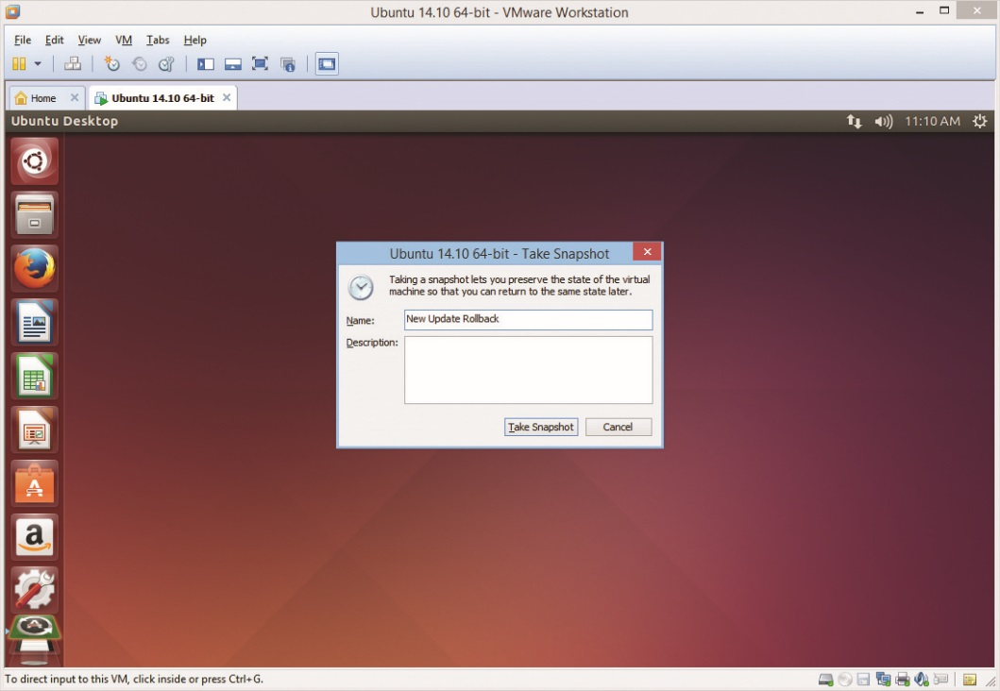 Ubuntu 14.10 64-bit - VMware Workstation
File Edit View VM Tabs Help
Home Ubuntu 14.10 64-bit
Ubuntu Desktop 11:10 AM
Ubuntu 14.10 64-bit - Take Snapshot
Taking a snapshot lets you preserve the state of the virtual
machine so that you can return to the same state later.
Name: New Update Rollback
Description:
Take Snapshot Cancel
To direct input to this VM, click inside or press Ctrl+G.